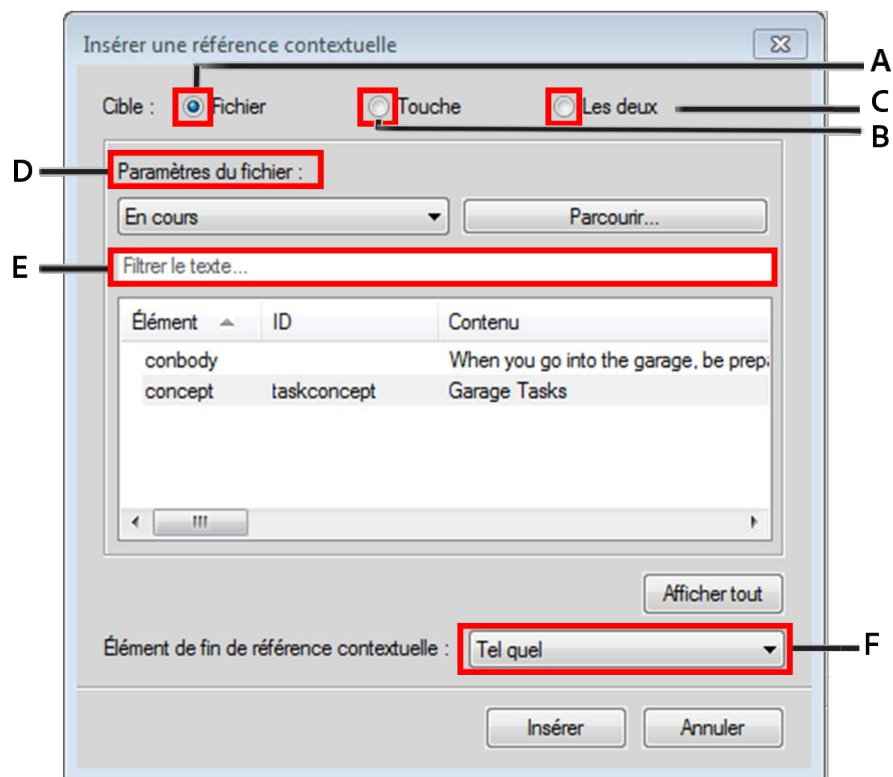 Insérer une référence contextuelle
A
Cible : Fichier Touche Les deux C
B
D Paramètres du fichier :
En cours Parcourir...
E Filtrer le texte...
Élément ID Contenu
conbody When you go into the garage, be prepa
concept taskconcept Garage Tasks
Afficher tout
Élément de fin de référence contextuelle : Tel quel F
Insérer Annuler